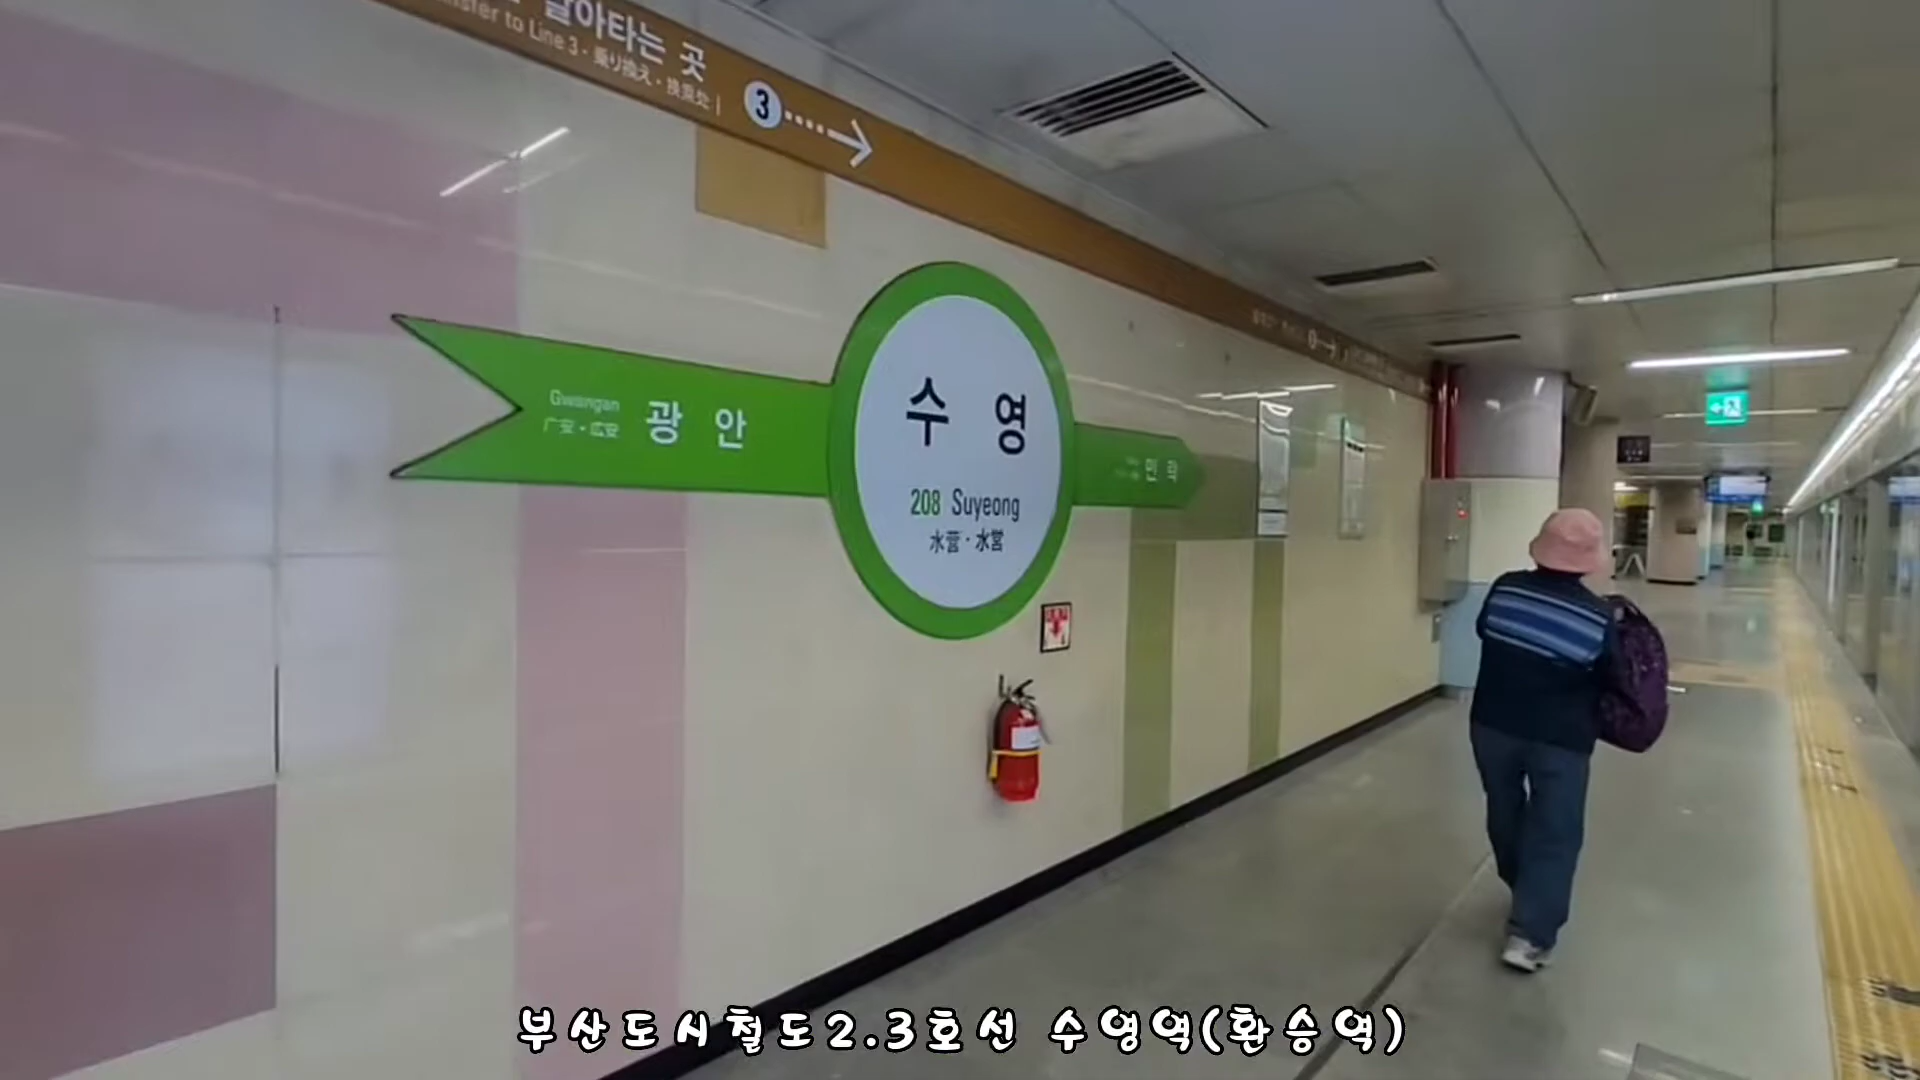 갈아타는 곳
to Line 3 · 乗り換え · 换乘处
3
Gwangan
广安 · 広安
광안
수영
208 Suyeong
水营 · 水営
민락
부산도시철도2.3호선 수영역(환승역)